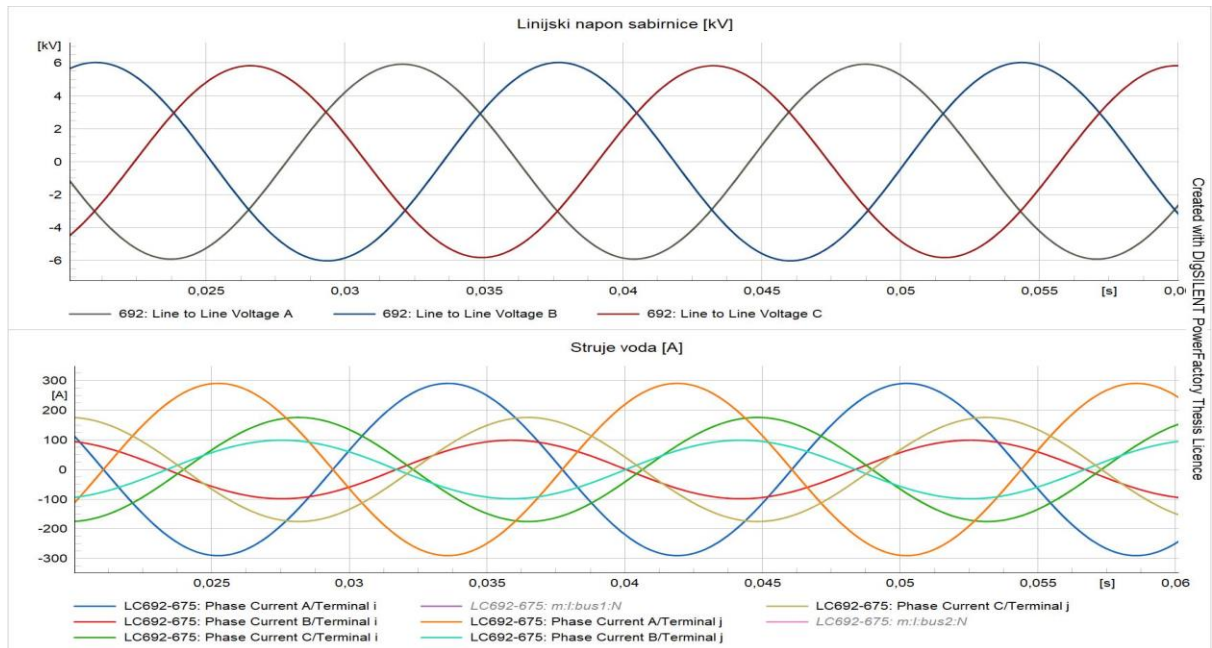 Linijski napon sabirnice [kV]
[kV]
6
4
2
0
-2
-4
-6
0,025 0,03 0,035 0,04 0,045 0,05 0,055 [s] 0,0
692: Line to Line Voltage A 692: Line to Line Voltage B 692: Line to Line Voltage C
Struje voda [A]
300
[A]
200
100
0
-100
-200
-300
0,025 0,03 0,035 0,04 0,045 0,05 0,055 [s] 0,06
LC692-675: Phase Current A/Terminal i LC692-675: m:I:bus1:N LC692-675: Phase Current C/Terminal j
LC692-675: Phase Current B/Terminal i LC692-675: Phase Current A/Terminal j LC692-675: m:I:bus2:N
LC692-675: Phase Current C/Terminal i LC692-675: Phase Current B/Terminal j
Created with DIgSILENT PowerFactory Thesis Licence